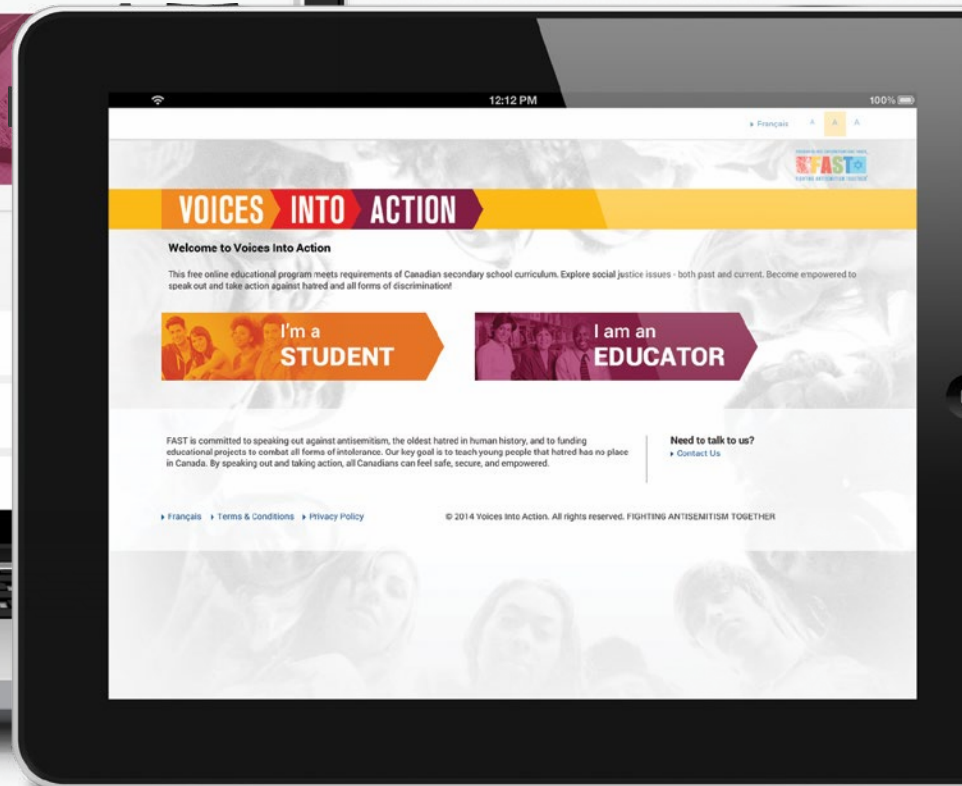 12:12 PM
100%
Français A A A
FAST
FIGHTING ANTISEMITISM TOGETHER
VOICES INTO ACTION
Welcome to Voices Into Action
This free online educational program meets requirements of Canadian secondary school curriculum. Explore social justice issues - both past and current. Become empowered to
speak out and take action against hatred and all forms of discrimination!
I'm a
STUDENT
I am an
EDUCATOR
FAST is committed to speaking out against antisemitism, the oldest hatred in human history, and to funding
educational projects to combat all forms of intolerance. Our key goal is to teach young people that hatred has no place
in Canada. By speaking out and taking action, all Canadians can feel safe, secure, and empowered.
Need to talk to us?
Contact Us
Français Terms & Conditions Privacy Policy
© 2014 Voices Into Action. All rights reserved. FIGHTING ANTISEMITISM TOGETHER